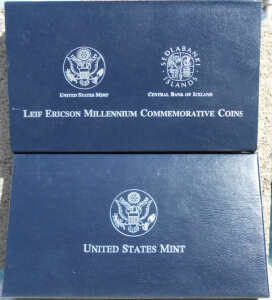 SEÐLABANKI
ÍSLANDS
UNITED STATES MINT
CENTRAL BANK OF ICELAND
LEIF ERICSON MILLENNIUM COMMEMORATIVE COINS
UNITED STATES MINT